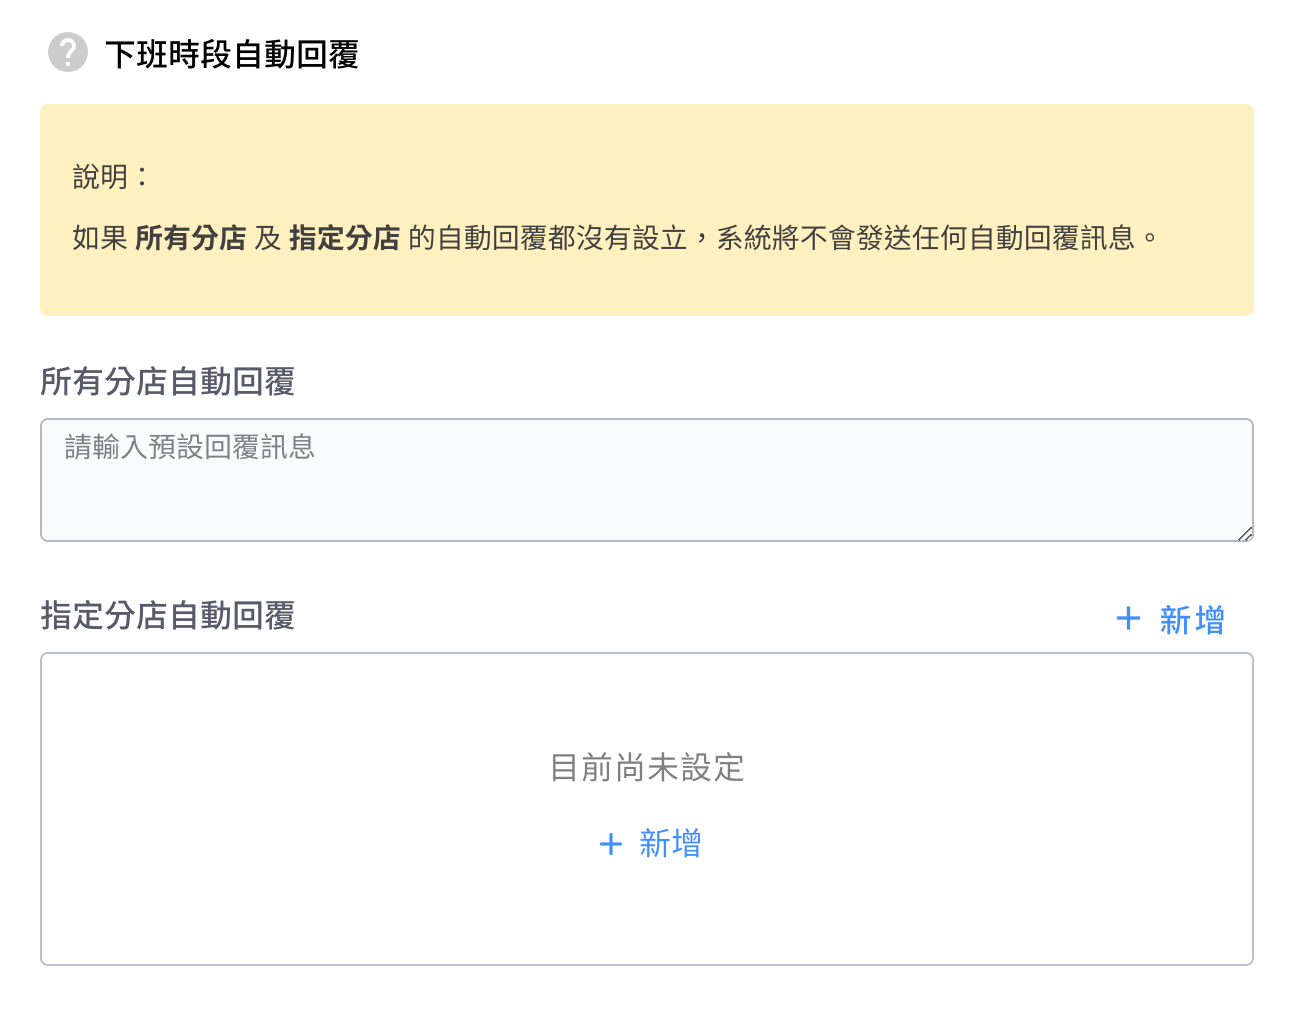 下班時段自動回覆
說明：
如果 所有分店 及 指定分店 的自動回覆都沒有設立，系統將不會發送任何自動回覆訊息。
所有分店自動回覆
請輸入預設回覆訊息
指定分店自動回覆
+ 新增
目前尚未設定
+ 新增